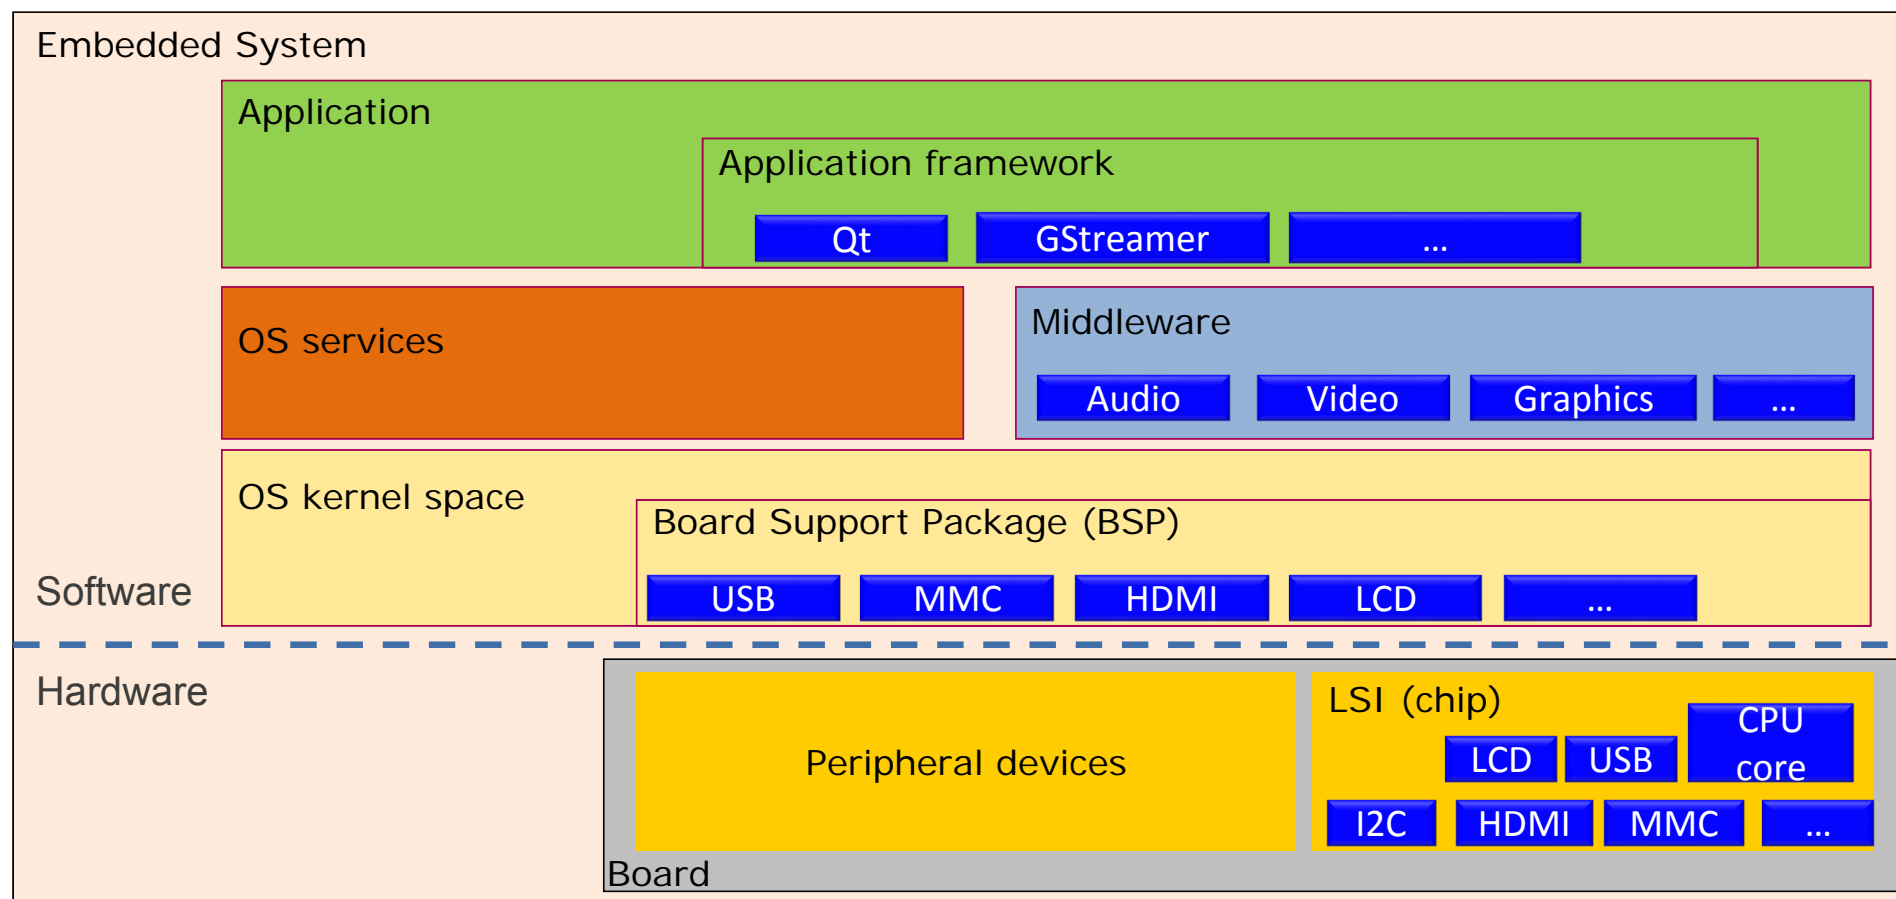 Embedded System
Application
Application framework
Qt
GStreamer
...
OS services
Middleware
Audio
Video
Graphics
...
OS kernel space
Board Support Package (BSP)
USB
MMC
HDMI
LCD
...
Software
Hardware
Peripheral devices
LSI (chip)
CPU
core
LCD
USB
I2C
HDMI
MMC
...
Board